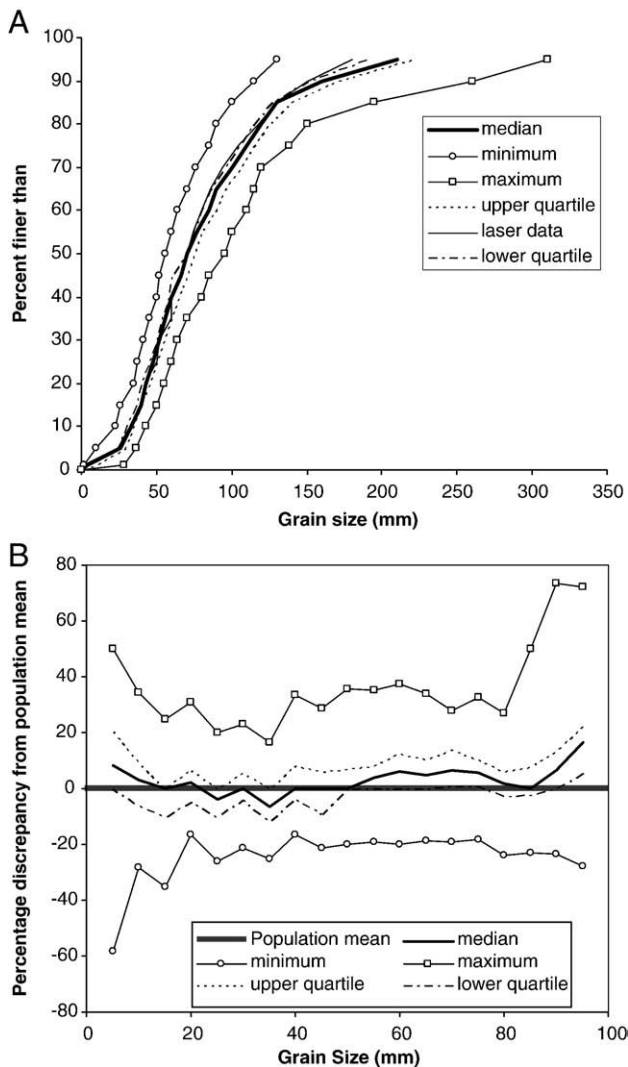 A
Percent finer than
100
90
80
70
60
50
40
30
20
10
0
median
minimum
maximum
upper quartile
laser data
lower quartile
0 50 100 150 200 250 300 350
Grain size (mm)
B
Percentage discrepancy from population mean
80
60
40
20
0
-20
-40
-60
-80
Population mean median
minimum maximum
upper quartile lower quartile
0 20 40 60 80 100
Grain Size (mm)